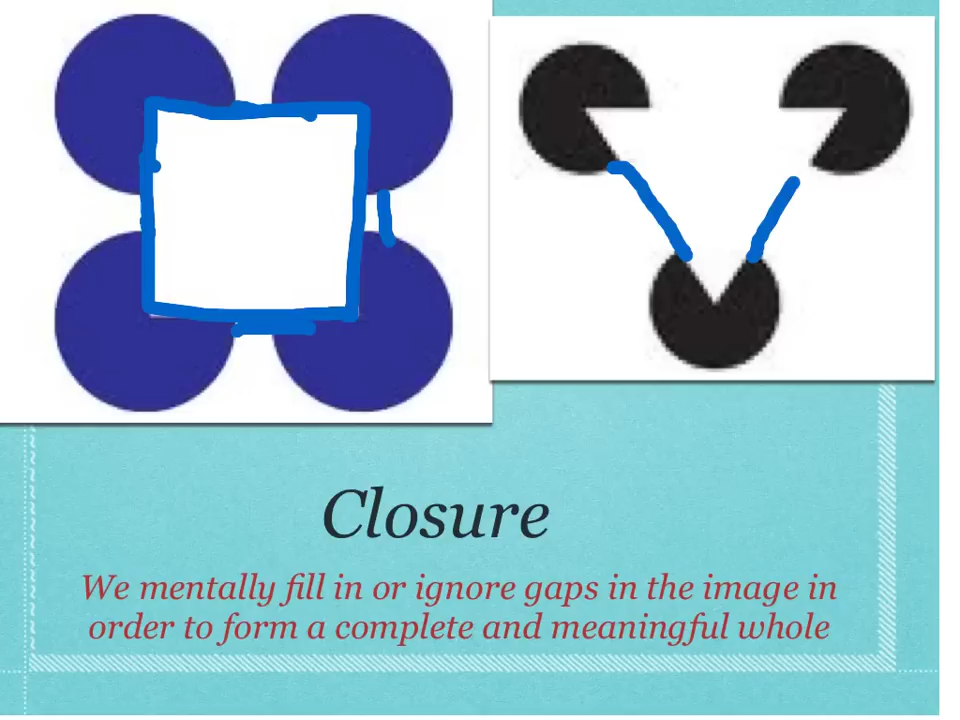 Closure
We mentally fill in or ignore gaps in the image in
order to form a complete and meaningful whole